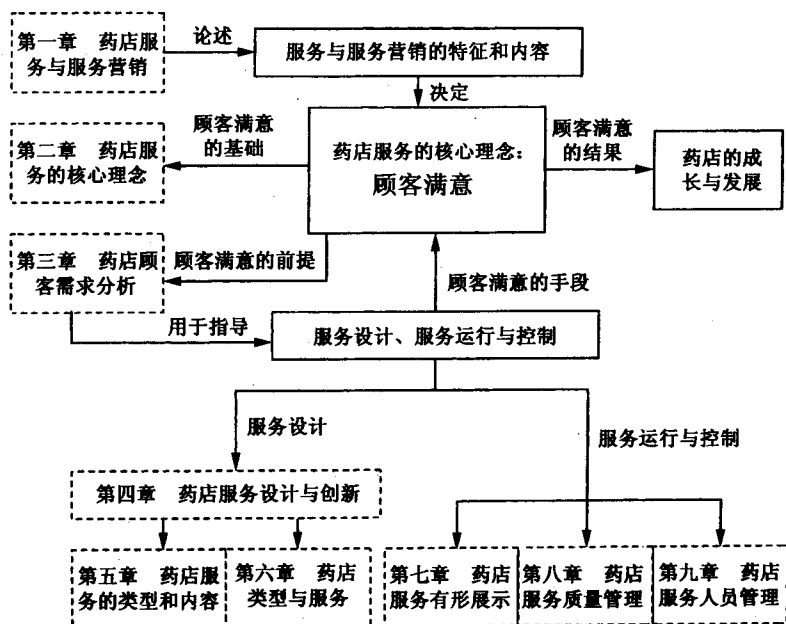 第一章　药店服
务与服务营销
论述
服务与服务营销的特征和内容
决定
第二章　药店服
务的核心理念
顾客满意
的基础
药店服务的核心理念：
顾客满意
顾客满意
的结果
药店的成
长与发展
第三章　药店顾
客需求分析
顾客满意的前提
顾客满意的手段
用于指导
服务设计、服务运行与控制
服务设计
服务运行与控制
第四章　药店服务设计与创新
第五章　药店服
务的类型和内容
第六章　药店
类型与服务
第七章　药店
服务有形展示
第八章　药店
服务质量管理
第九章　药店
服务人员管理